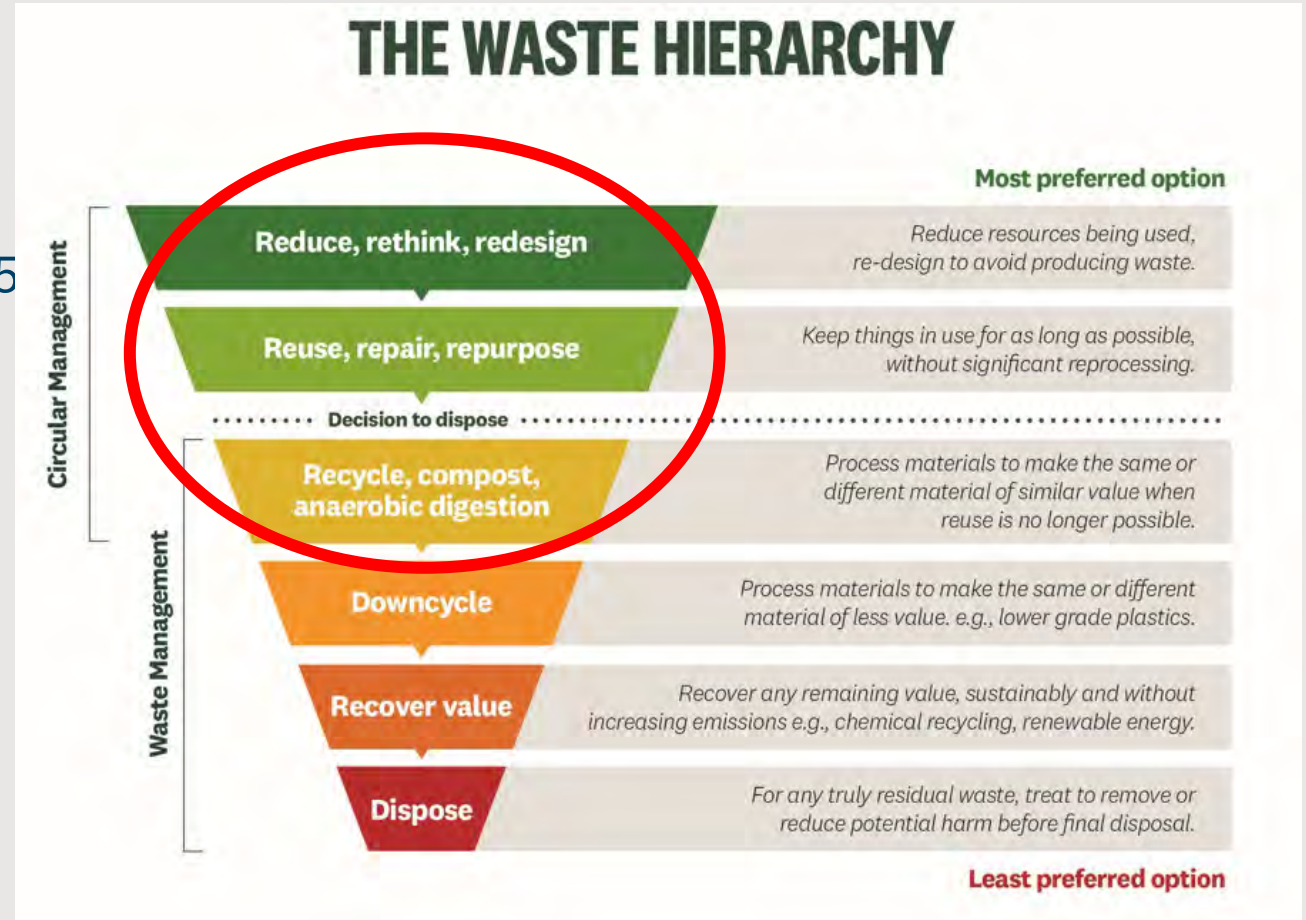 THE WASTE HIERARCHY
Most preferred option
5
Circular Management
Reduce, rethink, redesign
Reduce resources being used,
re-design to avoid producing waste.
Reuse, repair, repurpose
Keep things in use for as long as possible,
without significant reprocessing.
Decision to dispose
Waste Management
Recycle, compost,
anaerobic digestion
Process materials to make the same or
different material of similar value when
reuse is no longer possible.
Downcycle
Process materials to make the same or different
material of less value. e.g., lower grade plastics.
Recover value
Recover any remaining value, sustainably and without
increasing emissions e.g., chemical recycling, renewable energy.
Dispose
For any truly residual waste, treat to remove or
reduce potential harm before final disposal.
Least preferred option